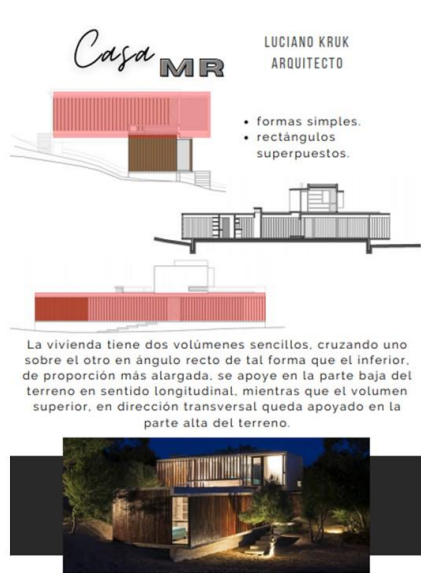 Casa MR
LUCIANO KRUK
ARQUITECTO
• formas simples.
• rectángulos
superpuestos.
La vivienda tiene dos volúmenes sencillos, cruzando uno
sobre el otro en ángulo recto de tal forma que el inferior,
de proporción más alargada, se apoye en la parte baja del
terreno en sentido longitudinal, mientras que el volumen
superior, en dirección transversal queda apoyado en la
parte alta del terreno.